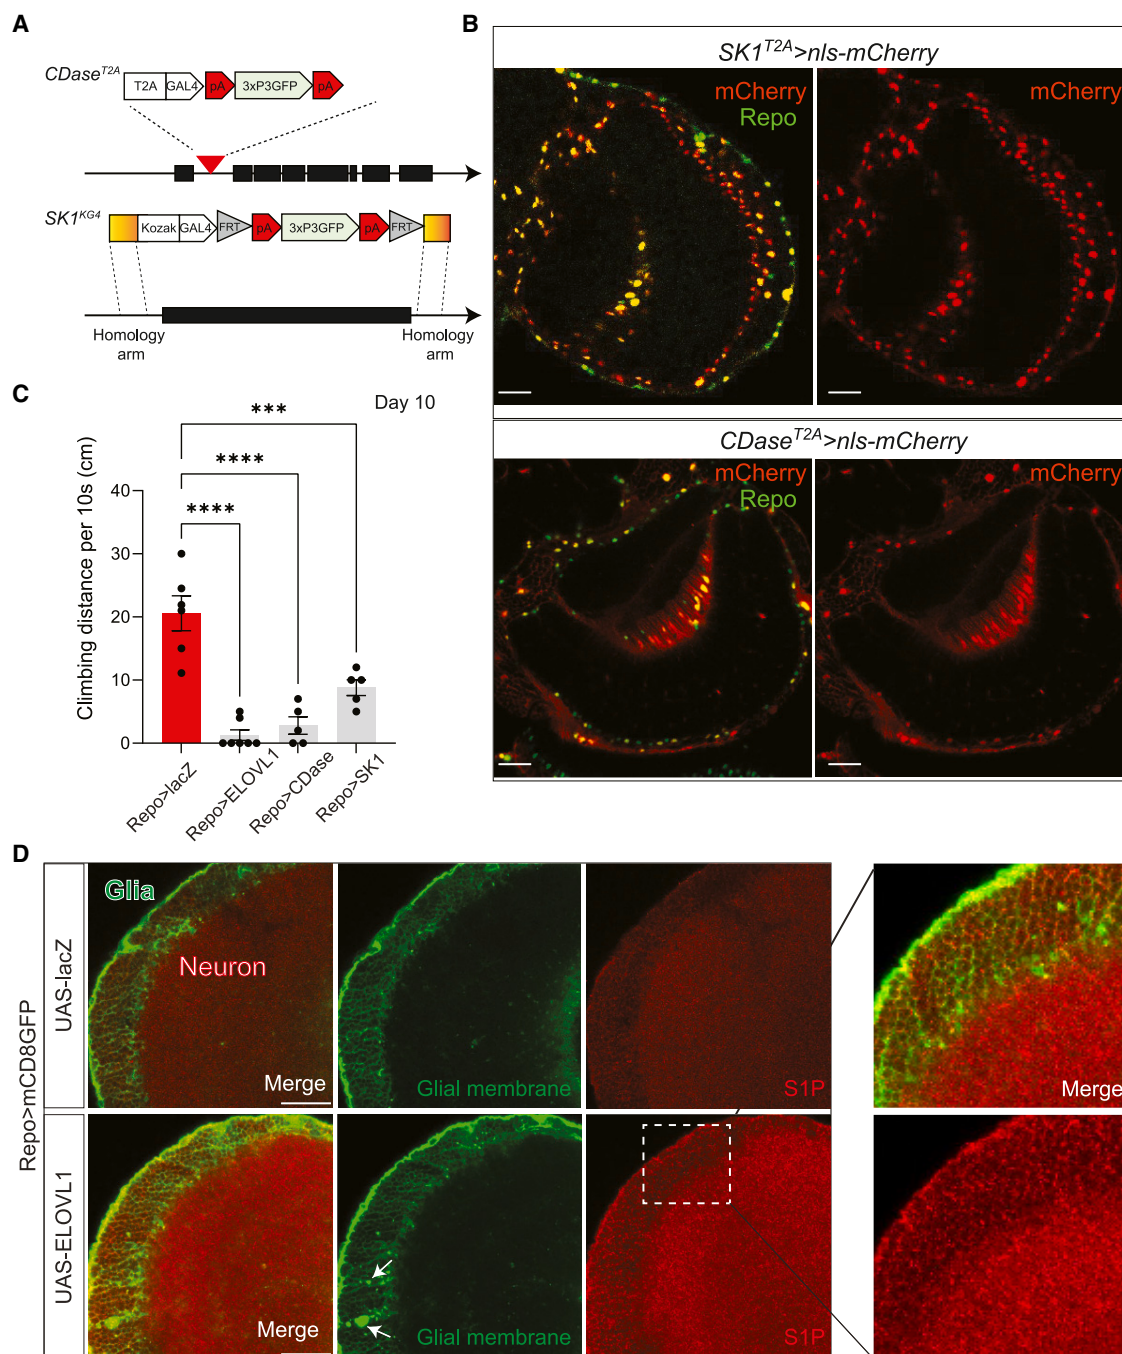 A
CDase^T2A
T2A GAL4 pA 3xP3GFP pA
SK1^KG4
Kozak GAL4 FRT pA 3xP3GFP pA FRT
Homology arm
Homology arm
B
SK1^T2A>nls-mCherry
mCherry
Repo
mCherry
CDase^T2A>nls-mCherry
mCherry
Repo
mCherry
C
Day 10
***
****
****
Climbing distance per 10s (cm)
40
30
20
10
0
Repo>lacZ
Repo>ELOVL1
Repo>CDase
Repo>SK1
D
Repo>mCD8GFP
UAS-lacZ
Glia
Neuron
Merge
Glial membrane
S1P
Merge
UAS-ELOVL1
Merge
Glial membrane
S1P